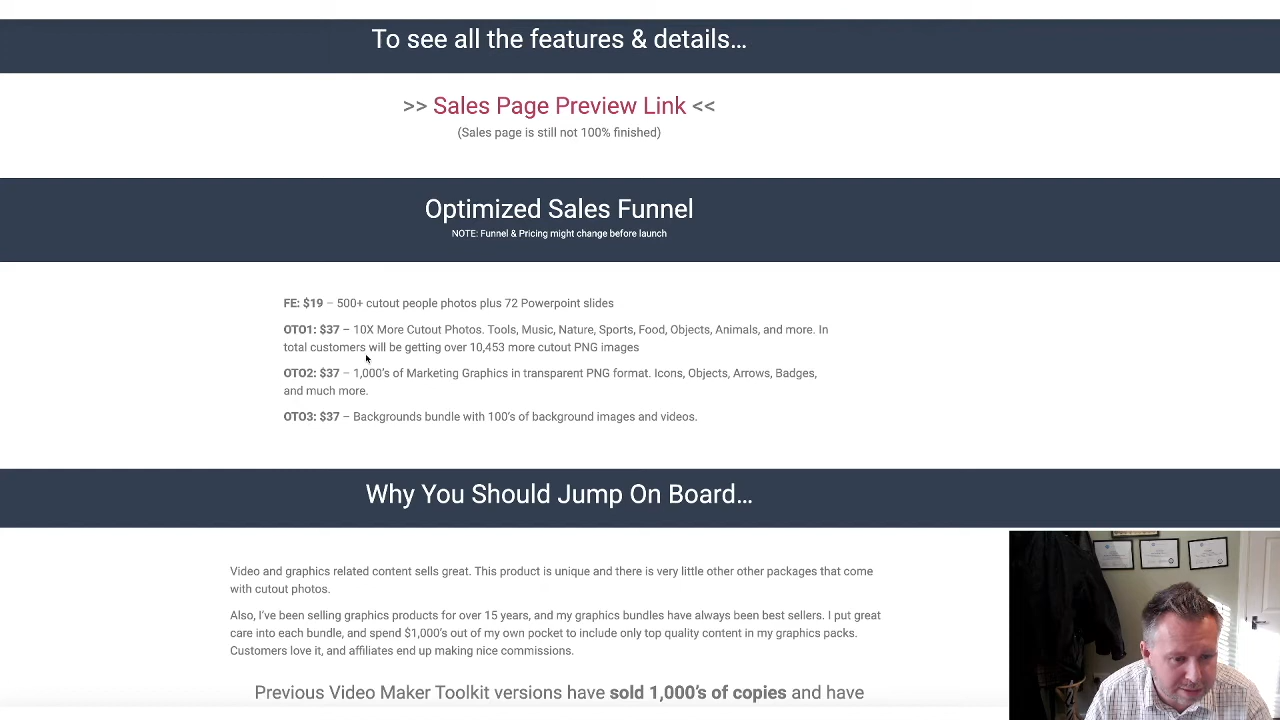 To see all the features & details…
>> Sales Page Preview Link <<
(Sales page is still not 100% finished)
Optimized Sales Funnel
NOTE: Funnel & Pricing might change before launch
FE: $19 – 500+ cutout people photos plus 72 Powerpoint slides
OTO1: $37 – 10X More Cutout Photos. Tools, Music, Nature, Sports, Food, Objects, Animals, and more. In
total customers will be getting over 10,453 more cutout PNG images
OTO2: $37 – 1,000's of Marketing Graphics in transparent PNG format. Icons, Objects, Arrows, Badges,
and much more.
OTO3: $37 – Backgrounds bundle with 100's of background images and videos.
Why You Should Jump On Board…
Video and graphics related content sells great. This product is unique and there is very little other other packages that come
with cutout photos.
Also, I've been selling graphics products for over 15 years, and my graphics bundles have always been best sellers. I put great
care into each bundle, and spend $1,000's out of my own pocket to include only top quality content in my graphics packs.
Customers love it, and affiliates end up making nice commissions.
Previous Video Maker Toolkit versions have sold 1,000's of copies and have